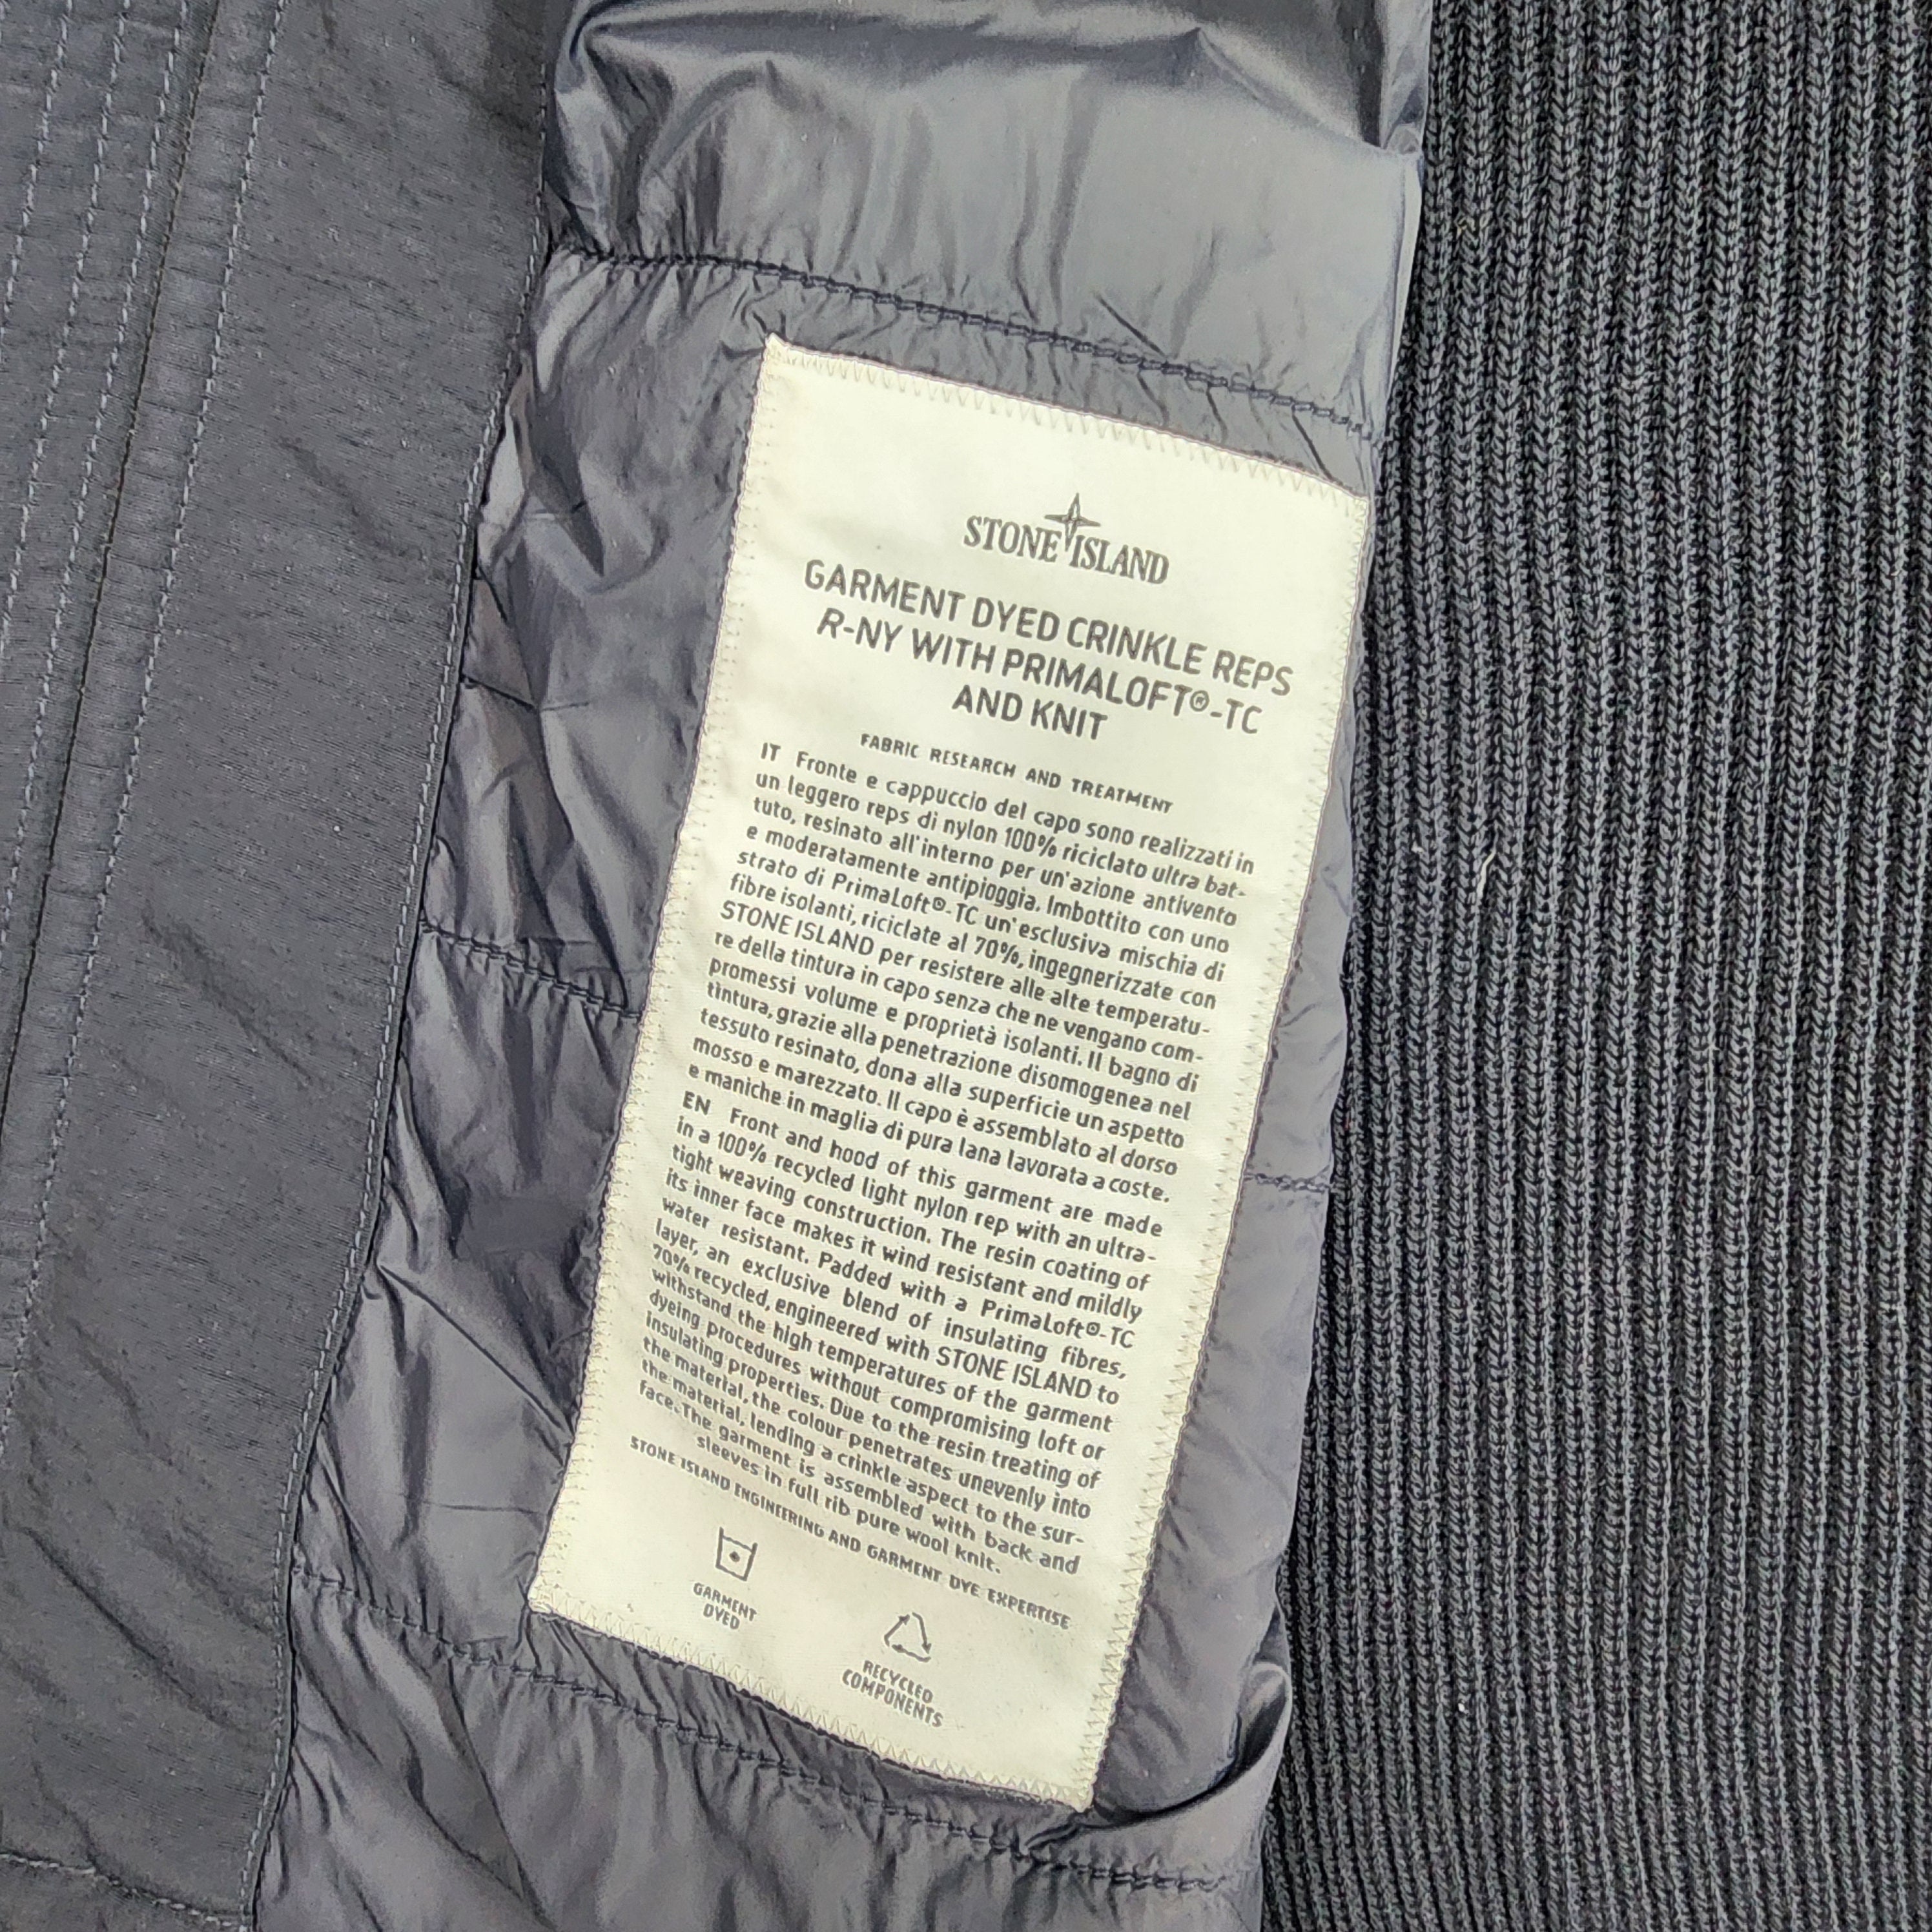 STONE ISLAND
GARMENT DYED CRINKLE REPS
R-NY WITH PRIMALOFT®-TC
AND KNIT
FABRIC RESEARCH AND TREATMENT
IT Fronte e cappuccio del capo sono realizzati in
un leggero reps di nylon 100% riciclato ultra bat-
tuto, resinato all'interno per un'azione antivento
e moderatamente antipioggia. Imbottito con uno
strato di PrimaLoft®-TC un'esclusiva mischia di
fibre isolanti, riciclate al 70%, ingegnerizzate con
STONE ISLAND per resistere alle alte temperatu-
re della tintura in capo senza che ne vengano com-
promessi volume e proprietà isolanti. Il bagno di
tintura, grazie alla penetrazione disomogenea nel
tessuto resinato, dona alla superficie un aspetto
mosso e marezzato. Il capo è assemblato al dorso
e maniche in maglia di pura lana lavorata a coste.
EN Front and hood of this garment are made
in a 100% recycled light nylon rep with an ultra-
tight weaving construction. The resin coating of
its inner face makes it wind resistant and mildly
water resistant. Padded with a PrimaLoft®-TC
layer, an exclusive blend of insulating fibres,
70% recycled, engineered with STONE ISLAND to
withstand the high temperatures of the garment
dyeing procedures without compromising loft or
insulating properties. Due to the resin treating of
the material, the colour penetrates unevenly into
the material, lending a crinkle aspect to the sur-
face. The garment is assembled with back and
sleeves in full rib pure wool knit.
STONE ISLAND ENGINEERING AND GARMENT DYE EXPERTISE
GARMENT
DYED
RECYCLED
COMPONENTS